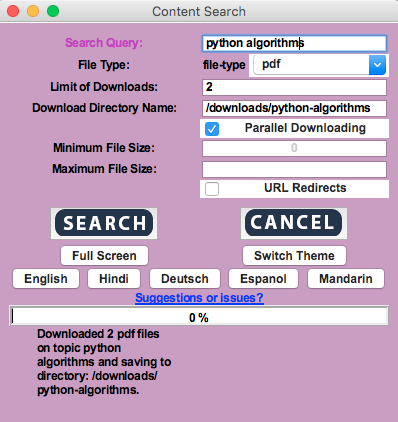 Content Search
Search Query: python algorithms
File Type: file-type pdf
Limit of Downloads: 2
Download Directory Name: /downloads/python-algorithms
Parallel Downloading
Minimum File Size: 0
Maximum File Size:
URL Redirects
SEARCH CANCEL
Full Screen Switch Theme
English Hindi Deutsch Espanol Mandarin
Suggestions or issues?
0 %
Downloaded 2 pdf files
on topic python
algorithms and saving to
directory: /downloads/
python-algorithms.